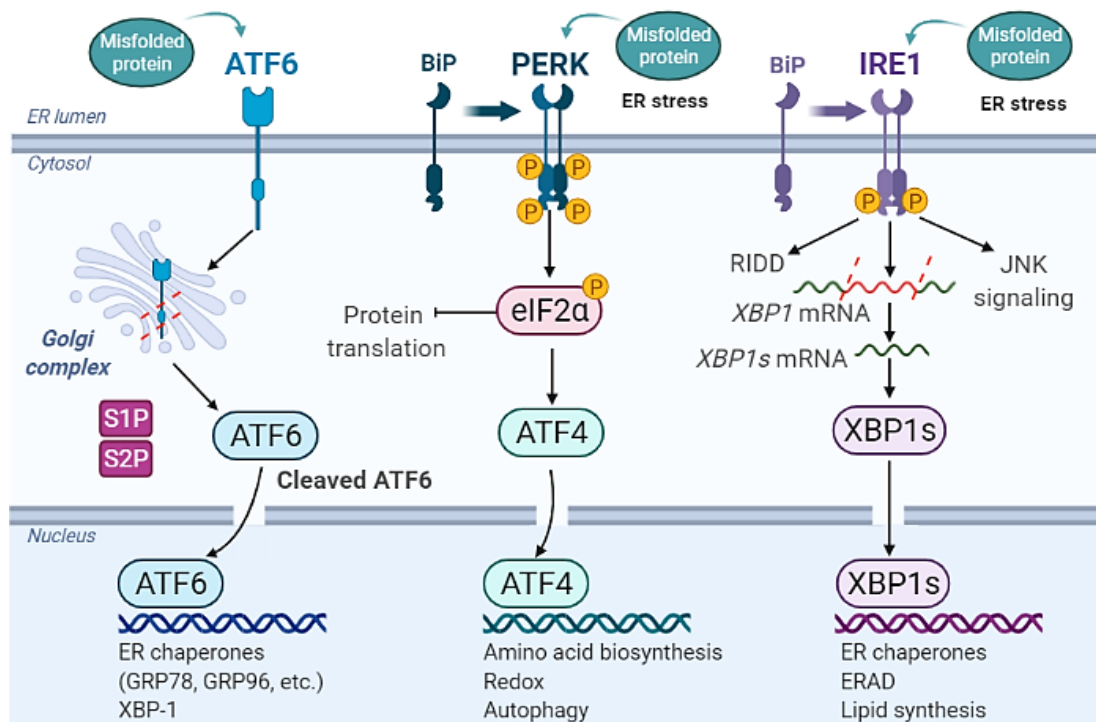 Misfolded
protein
ATF6
BiP
PERK
Misfolded
protein
ER stress
BiP
IRE1
Misfolded
protein
ER stress
ER lumen
Cytosol
P
P
P
P
P
P
RIDD
JNK
signaling
XBP1 mRNA
XBP1s mRNA
Golgi
complex
Protein
translation
eIF2α
P
S1P
S2P
ATF6
Cleaved ATF6
ATF4
XBP1s
Nucleus
ATF6
ER chaperones
(GRP78, GRP96, etc.)
XBP-1
ATF4
Amino acid biosynthesis
Redox
Autophagy
XBP1s
ER chaperones
ERAD
Lipid synthesis